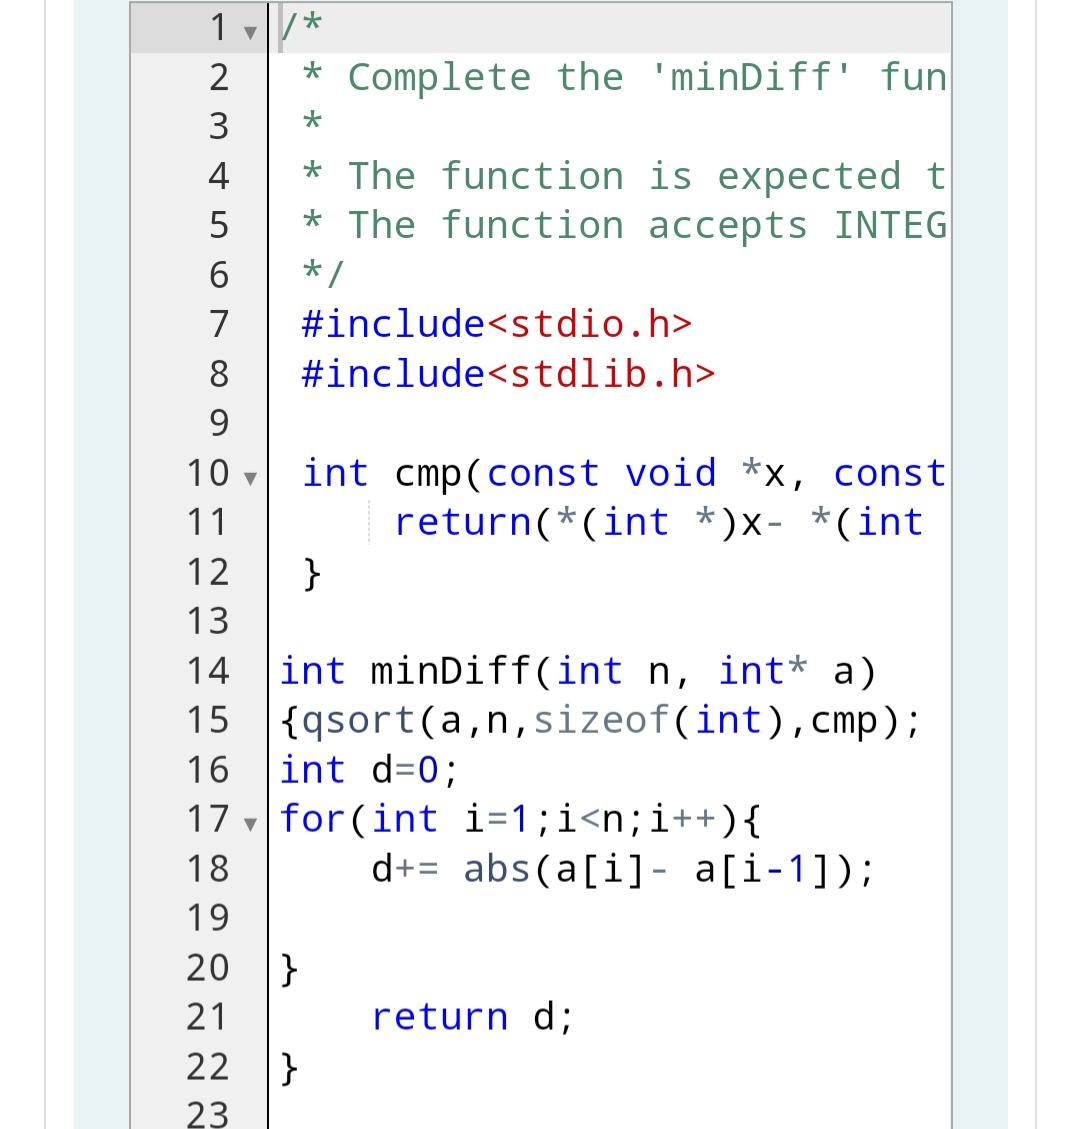 1 /*
2 * Complete the 'minDiff' fun
3 *
4 * The function is expected t
5 * The function accepts INTEG
6 */
7 #include<stdio.h>
8 #include<stdlib.h>
9
10 int cmp(const void *x, const
11 return(*(int *)x- *(int
12 }
13
14 int minDiff(int n, int* a)
15 {qsort(a,n,sizeof(int),cmp);
16 int d=0;
17 for(int i=1;i<n;i++){
18 d+= abs(a[i]- a[i-1]);
19
20 }
21 return d;
22 }
23